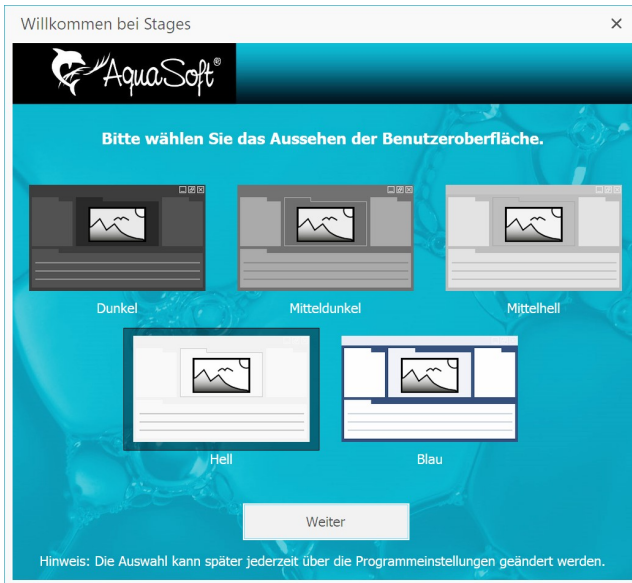 Willkommen bei Stages
AquaSoft®
Bitte wählen Sie das Aussehen der Benutzeroberfläche.
Dunkel
Mitteldunkel
Mittelhell
Hell
Blau
Weiter
Hinweis: Die Auswahl kann später jederzeit über die Programmeinstellungen geändert werden.